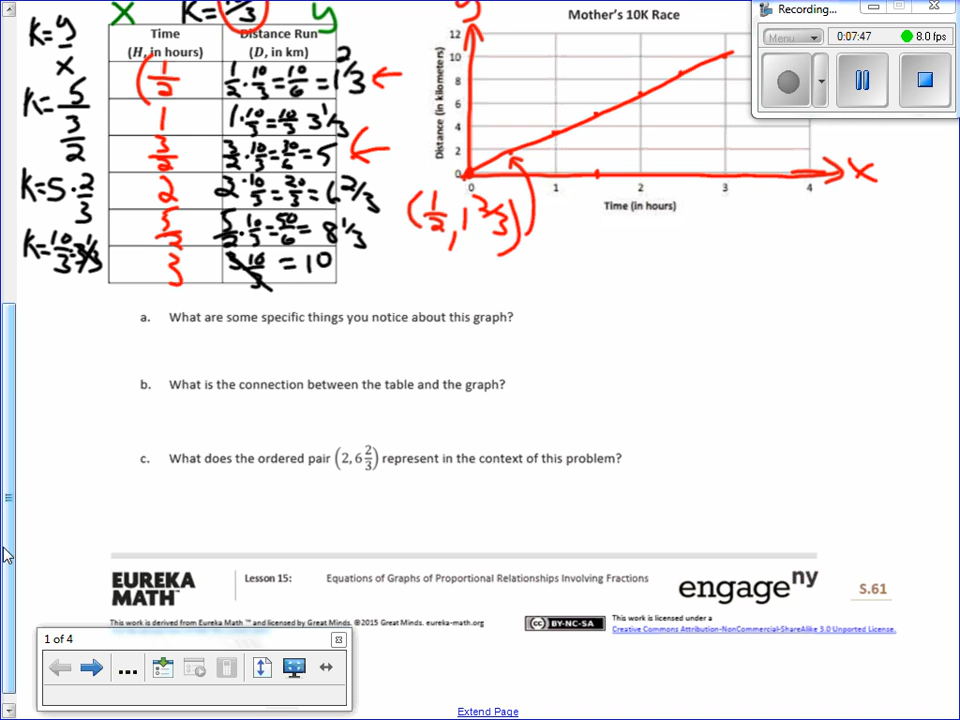 X
K=
3
y
Time
(H, in hours)
Distance Run
(D, in km)
1/2
1/2 · 10/3 = 10/6 = 1 2/3
1
1 · 10/3 = 10/3 3 1/3
3/2
3/2 · 10/3 = 30/6 = 5
2
2 · 10/3 = 20/3 = 6 2/3
5/2
5/2 · 10/3 = 50/6 = 8 1/3
3
3 10/3 = 10
K = y/x
K = 5/(3/2)
K = 5 · 2/3
K = 10/3 = 3 1/3
y
Mother's 10K Race
Distance (in kilometers)
12
10
8
6
4
2
0
0
1
2
3
4
Time (in hours)
X
(1/2, 1 2/3)
Recording...
Menu
0:07:47
8.0 fps
a. What are some specific things you notice about this graph?
b. What is the connection between the table and the graph?
c. What does the ordered pair (2, 6 2/3) represent in the context of this problem?
EUREKA
MATH™
Lesson 15:
Equations of Graphs of Proportional Relationships Involving Fractions
engage ny
S.61
This work is derived from Eureka Math ™ and licensed by Great Minds. ©2015 Great Minds. eureka-math.org
cc BY-NC-SA
This work is licensed under a
Creative Commons Attribution-NonCommercial-ShareAlike 3.0 Unported License.
1 of 4
Extend Page